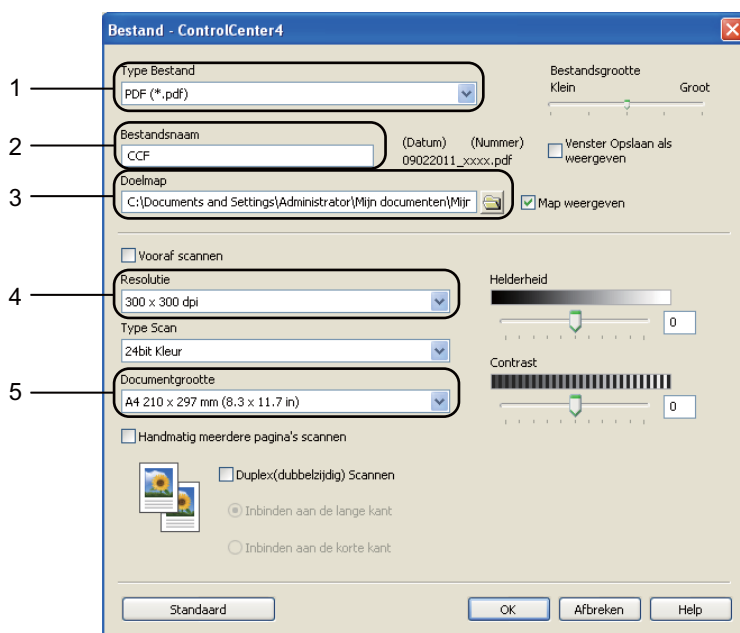 Bestand - ControlCenter4
1
Type Bestand
PDF (*.pdf)
Bestandsgrootte
Klein Groot
2
Bestandsnaam
CCF
(Datum) (Nummer)
09022011_xxxx.pdf
Venster Opslaan als
weergeven
3
Doelmap
C:\Documents and Settings\Administrator\Mijn documenten\Mijr
Map weergeven
Vooraf scannen
4
Resolutie
300 x 300 dpi
Helderheid
0
Type Scan
24bit Kleur
5
Documentgrootte
A4 210 x 297 mm (8.3 x 11.7 in)
Contrast
0
Handmatig meerdere pagina's scannen
Duplex(dubbelzijdig) Scannen
Inbinden aan de lange kant
Inbinden aan de korte kant
Standaard OK Afbreken Help